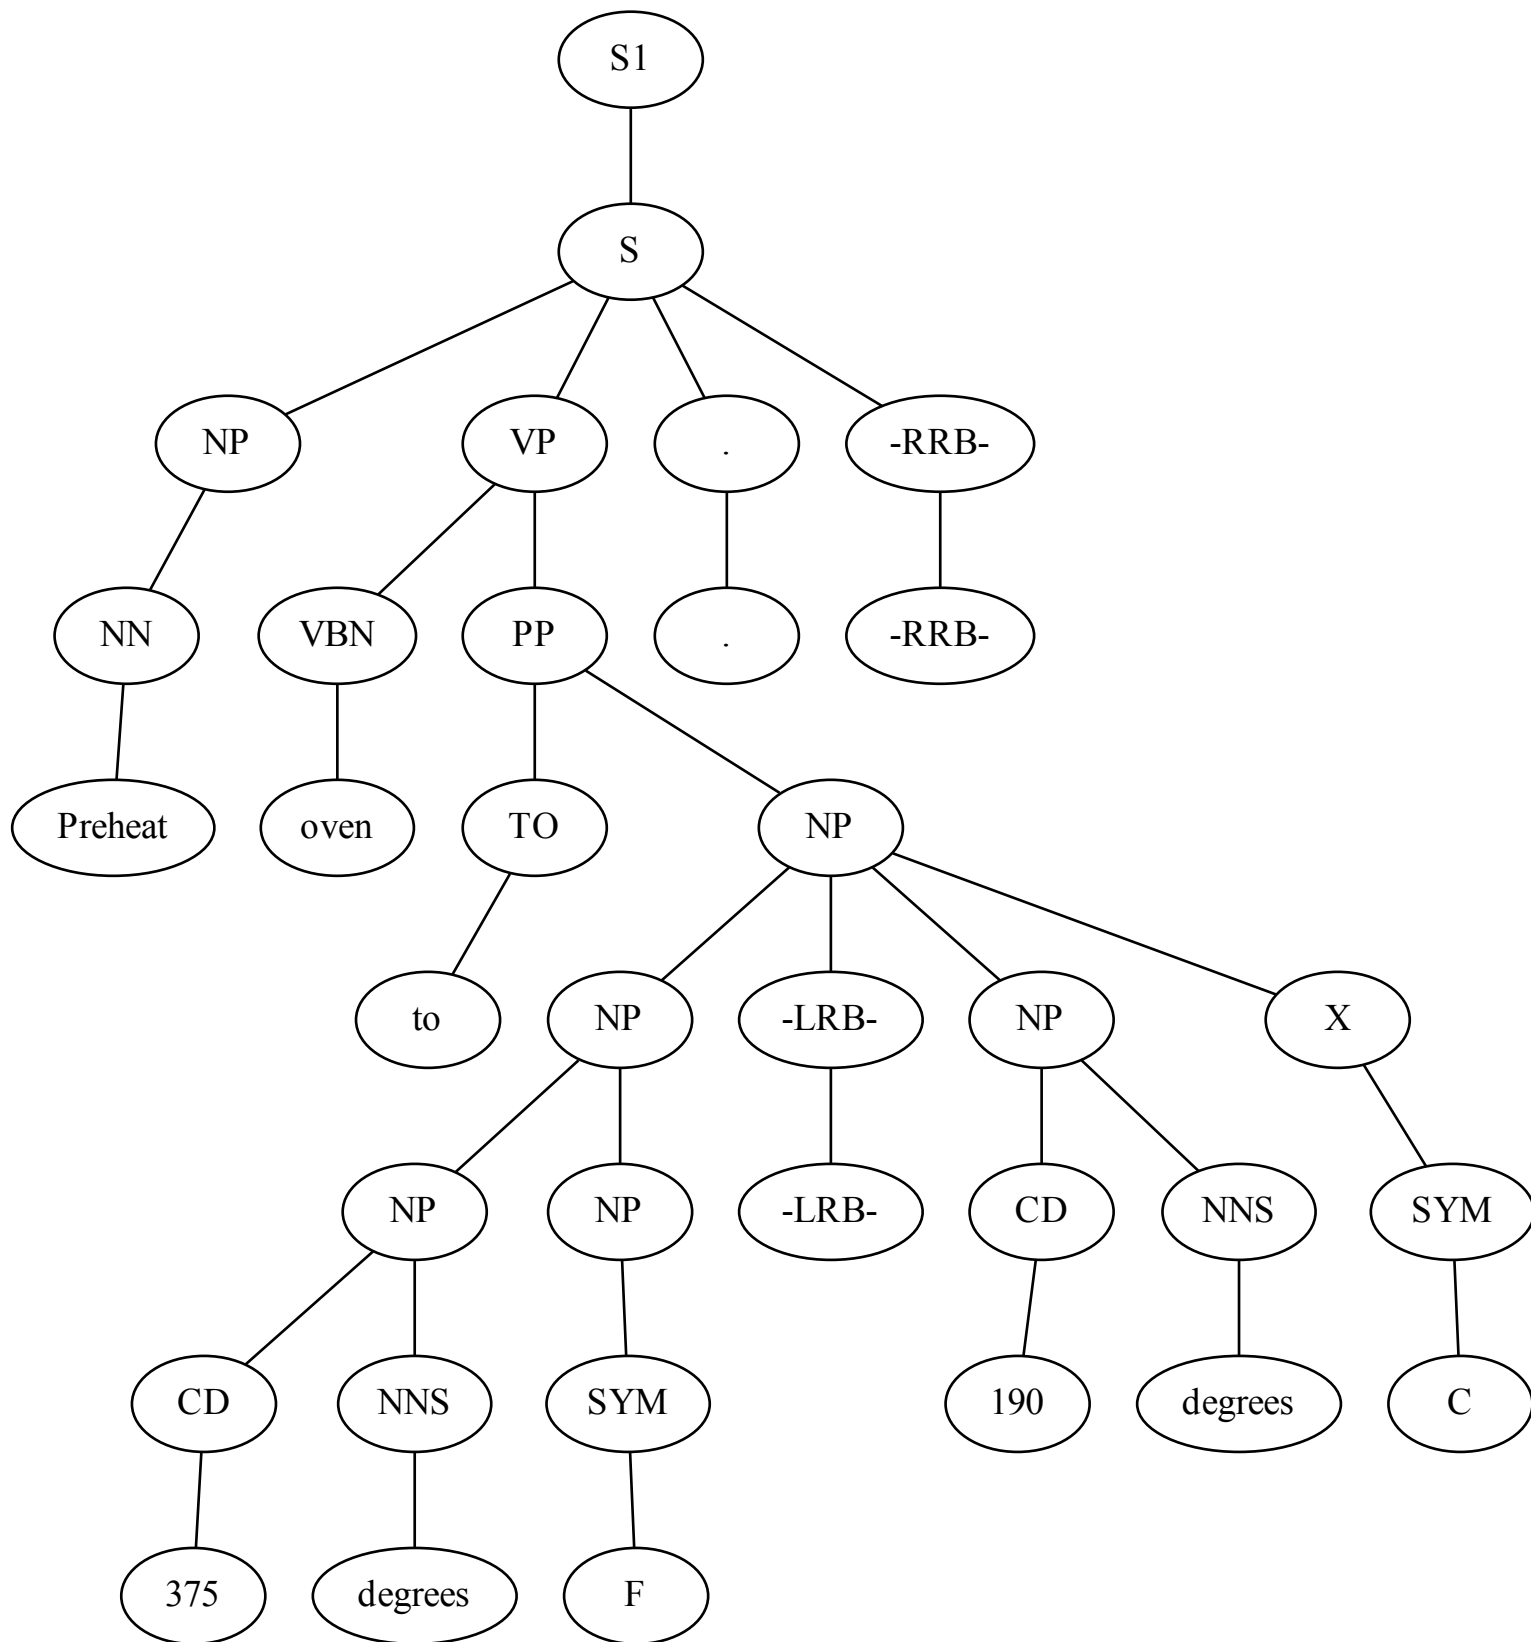 S1
S
NP VP . -RRB-
NN VBN PP . -RRB-
Preheat oven TO NP
to NP -LRB- NP X
NP NP -LRB- CD NNS SYM
CD NNS SYM 190 degrees C
375 degrees F